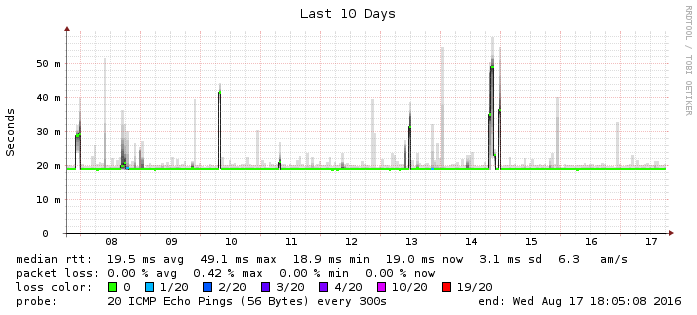 Last 10 Days
RRDTOOL / TOBI OETIKER
Seconds
50 m
40 m
30 m
20 m
10 m
0
08 09 10 11 12 13 14 15 16 17
median rtt: 19.5 ms avg 49.1 ms max 18.9 ms min 19.0 ms now 3.1 ms sd 6.3 am/s
packet loss: 0.00 % avg 0.42 % max 0.00 % min 0.00 % now
loss color: 0 1/20 2/20 3/20 4/20 10/20 19/20
probe: 20 ICMP Echo Pings (56 Bytes) every 300s end: Wed Aug 17 18:05:08 2016